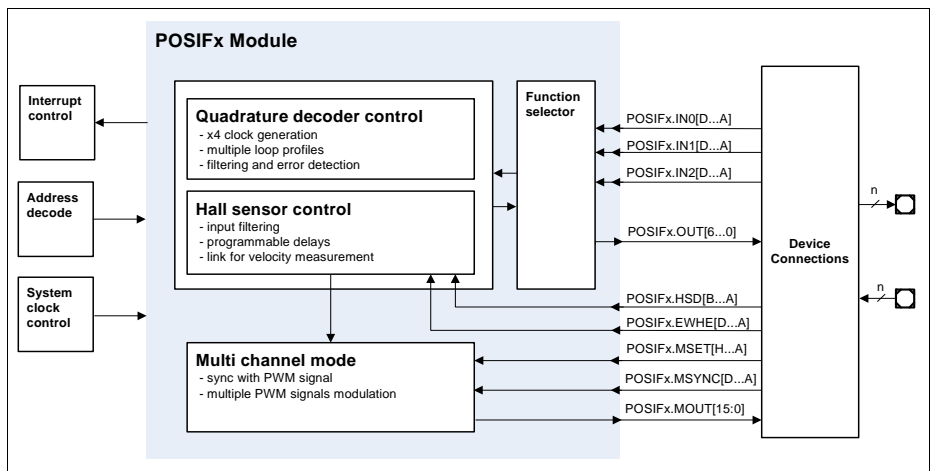 POSIFx Module
Interrupt
control
Address
decode
System
clock
control
Quadrature decoder control
- x4 clock generation
- multiple loop profiles
- filtering and error detection
Hall sensor control
- input filtering
- programmable delays
- link for velocity measurement
Multi channel mode
- sync with PWM signal
- multiple PWM signals modulation
Function
selector
POSIFx.IN0[D...A]
POSIFx.IN1[D...A]
POSIFx.IN2[D...A]
POSIFx.OUT[6...0]
POSIFx.HSD[B...A]
POSIFx.EWHE[D...A]
POSIFx.MSET[H...A]
POSIFx.MSYNC[D...A]
POSIFx.MOUT[15:0]
Device
Connections
n
n